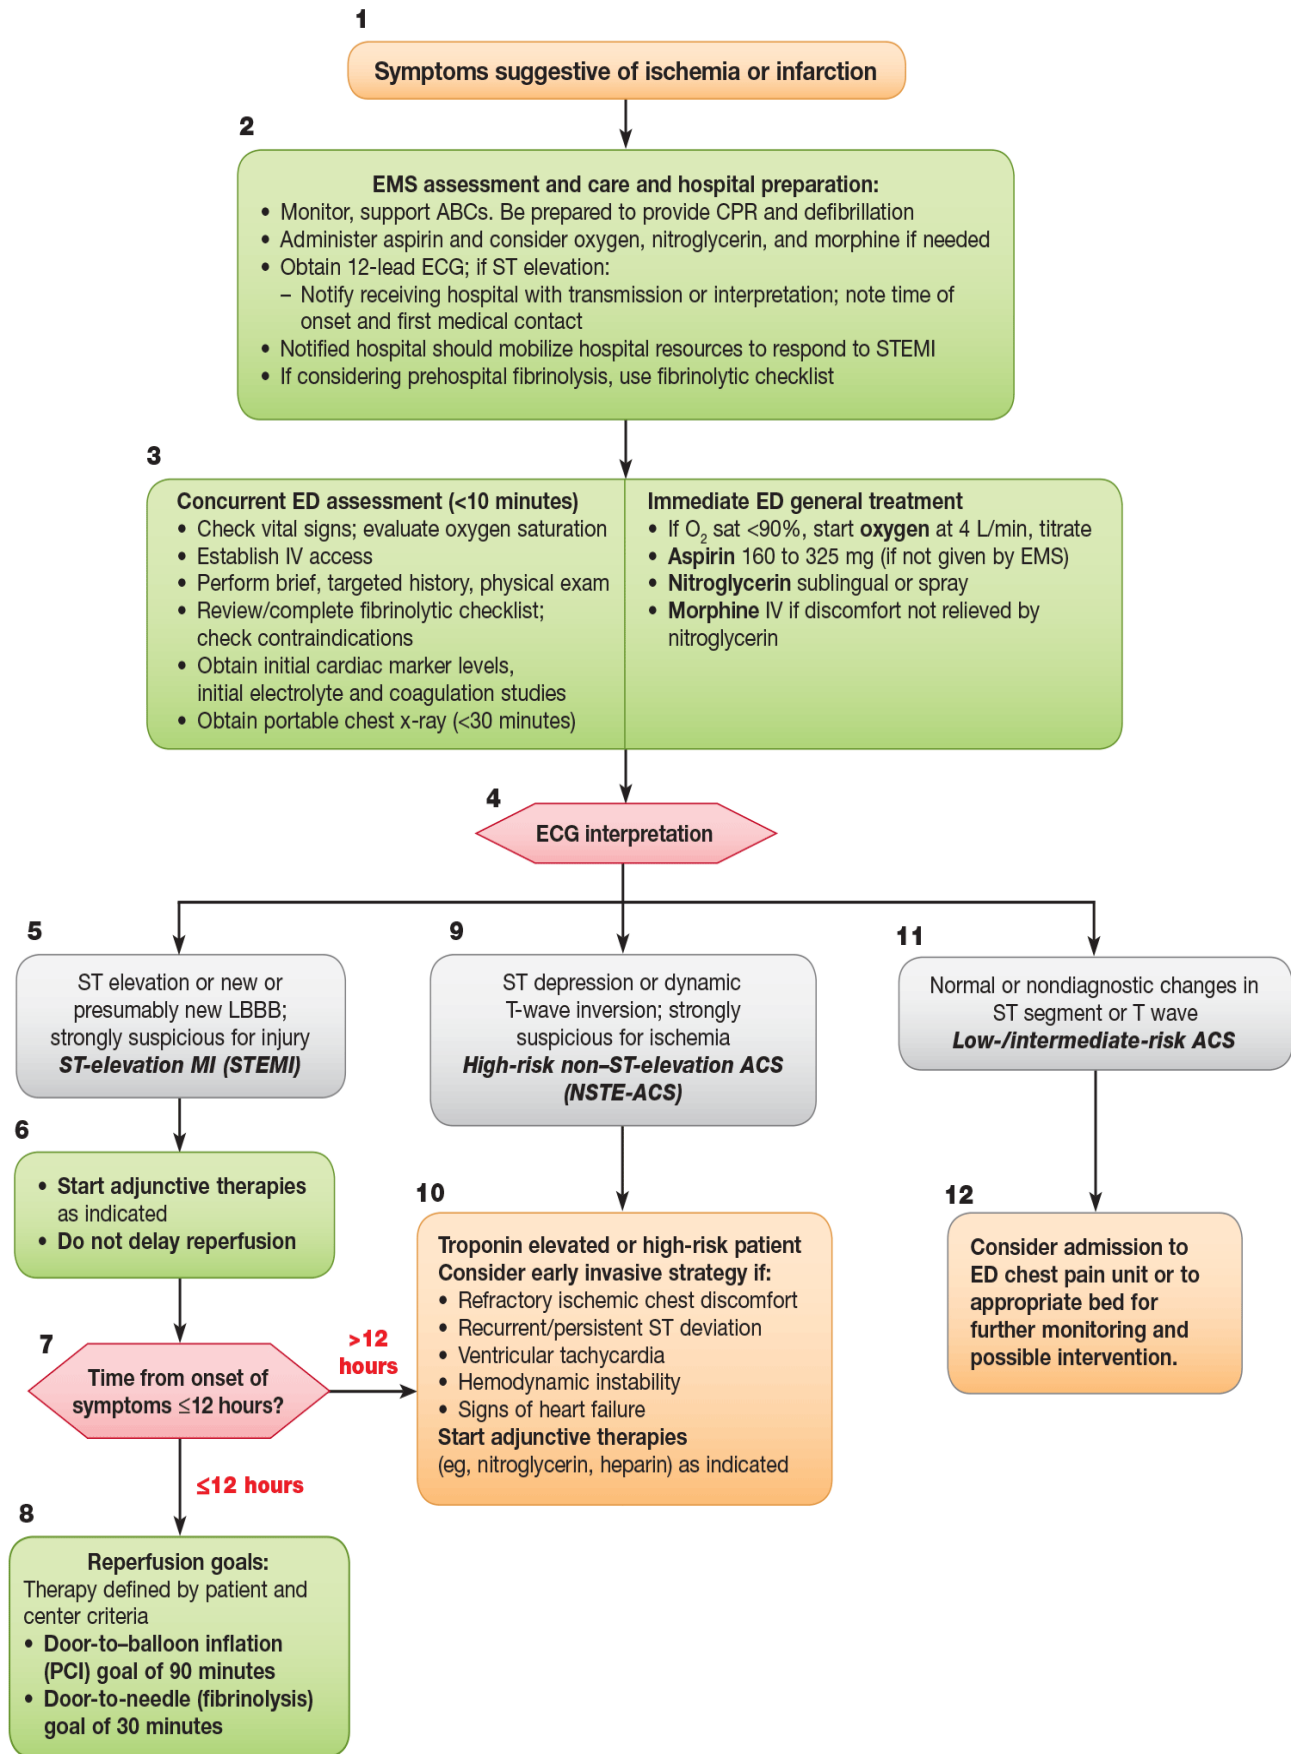 1
Symptoms suggestive of ischemia or infarction
2
EMS assessment and care and hospital preparation:
• Monitor, support ABCs. Be prepared to provide CPR and defibrillation
• Administer aspirin and consider oxygen, nitroglycerin, and morphine if needed
• Obtain 12-lead ECG; if ST elevation:
– Notify receiving hospital with transmission or interpretation; note time of
onset and first medical contact
• Notified hospital should mobilize hospital resources to respond to STEMI
• If considering prehospital fibrinolysis, use fibrinolytic checklist
3
Concurrent ED assessment (<10 minutes)
• Check vital signs; evaluate oxygen saturation
• Establish IV access
• Perform brief, targeted history, physical exam
• Review/complete fibrinolytic checklist;
check contraindications
• Obtain initial cardiac marker levels,
initial electrolyte and coagulation studies
• Obtain portable chest x-ray (<30 minutes)
Immediate ED general treatment
• If O₂ sat <90%, start oxygen at 4 L/min, titrate
• Aspirin 160 to 325 mg (if not given by EMS)
• Nitroglycerin sublingual or spray
• Morphine IV if discomfort not relieved by
nitroglycerin
4
ECG interpretation
5
ST elevation or new or
presumably new LBBB;
strongly suspicious for injury
ST-elevation MI (STEMI)
6
• Start adjunctive therapies
as indicated
• Do not delay reperfusion
7
Time from onset of
symptoms ≤12 hours?
>12
hours
≤12 hours
8
Reperfusion goals:
Therapy defined by patient and
center criteria
• Door-to–balloon inflation
(PCI) goal of 90 minutes
• Door-to-needle (fibrinolysis)
goal of 30 minutes
9
ST depression or dynamic
T-wave inversion; strongly
suspicious for ischemia
High-risk non–ST-elevation ACS
(NSTE-ACS)
10
Troponin elevated or high-risk patient
Consider early invasive strategy if:
• Refractory ischemic chest discomfort
• Recurrent/persistent ST deviation
• Ventricular tachycardia
• Hemodynamic instability
• Signs of heart failure
Start adjunctive therapies
(eg, nitroglycerin, heparin) as indicated
11
Normal or nondiagnostic changes in
ST segment or T wave
Low-/intermediate-risk ACS
12
Consider admission to
ED chest pain unit or to
appropriate bed for
further monitoring and
possible intervention.